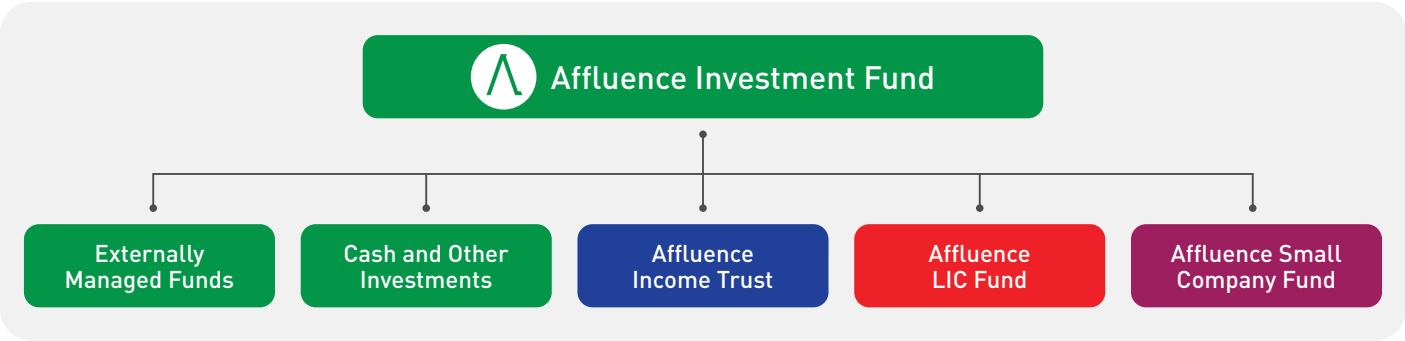 Affluence Investment Fund
Externally
Managed Funds
Cash and Other
Investments
Affluence
Income Trust
Affluence
LIC Fund
Affluence Small
Company Fund